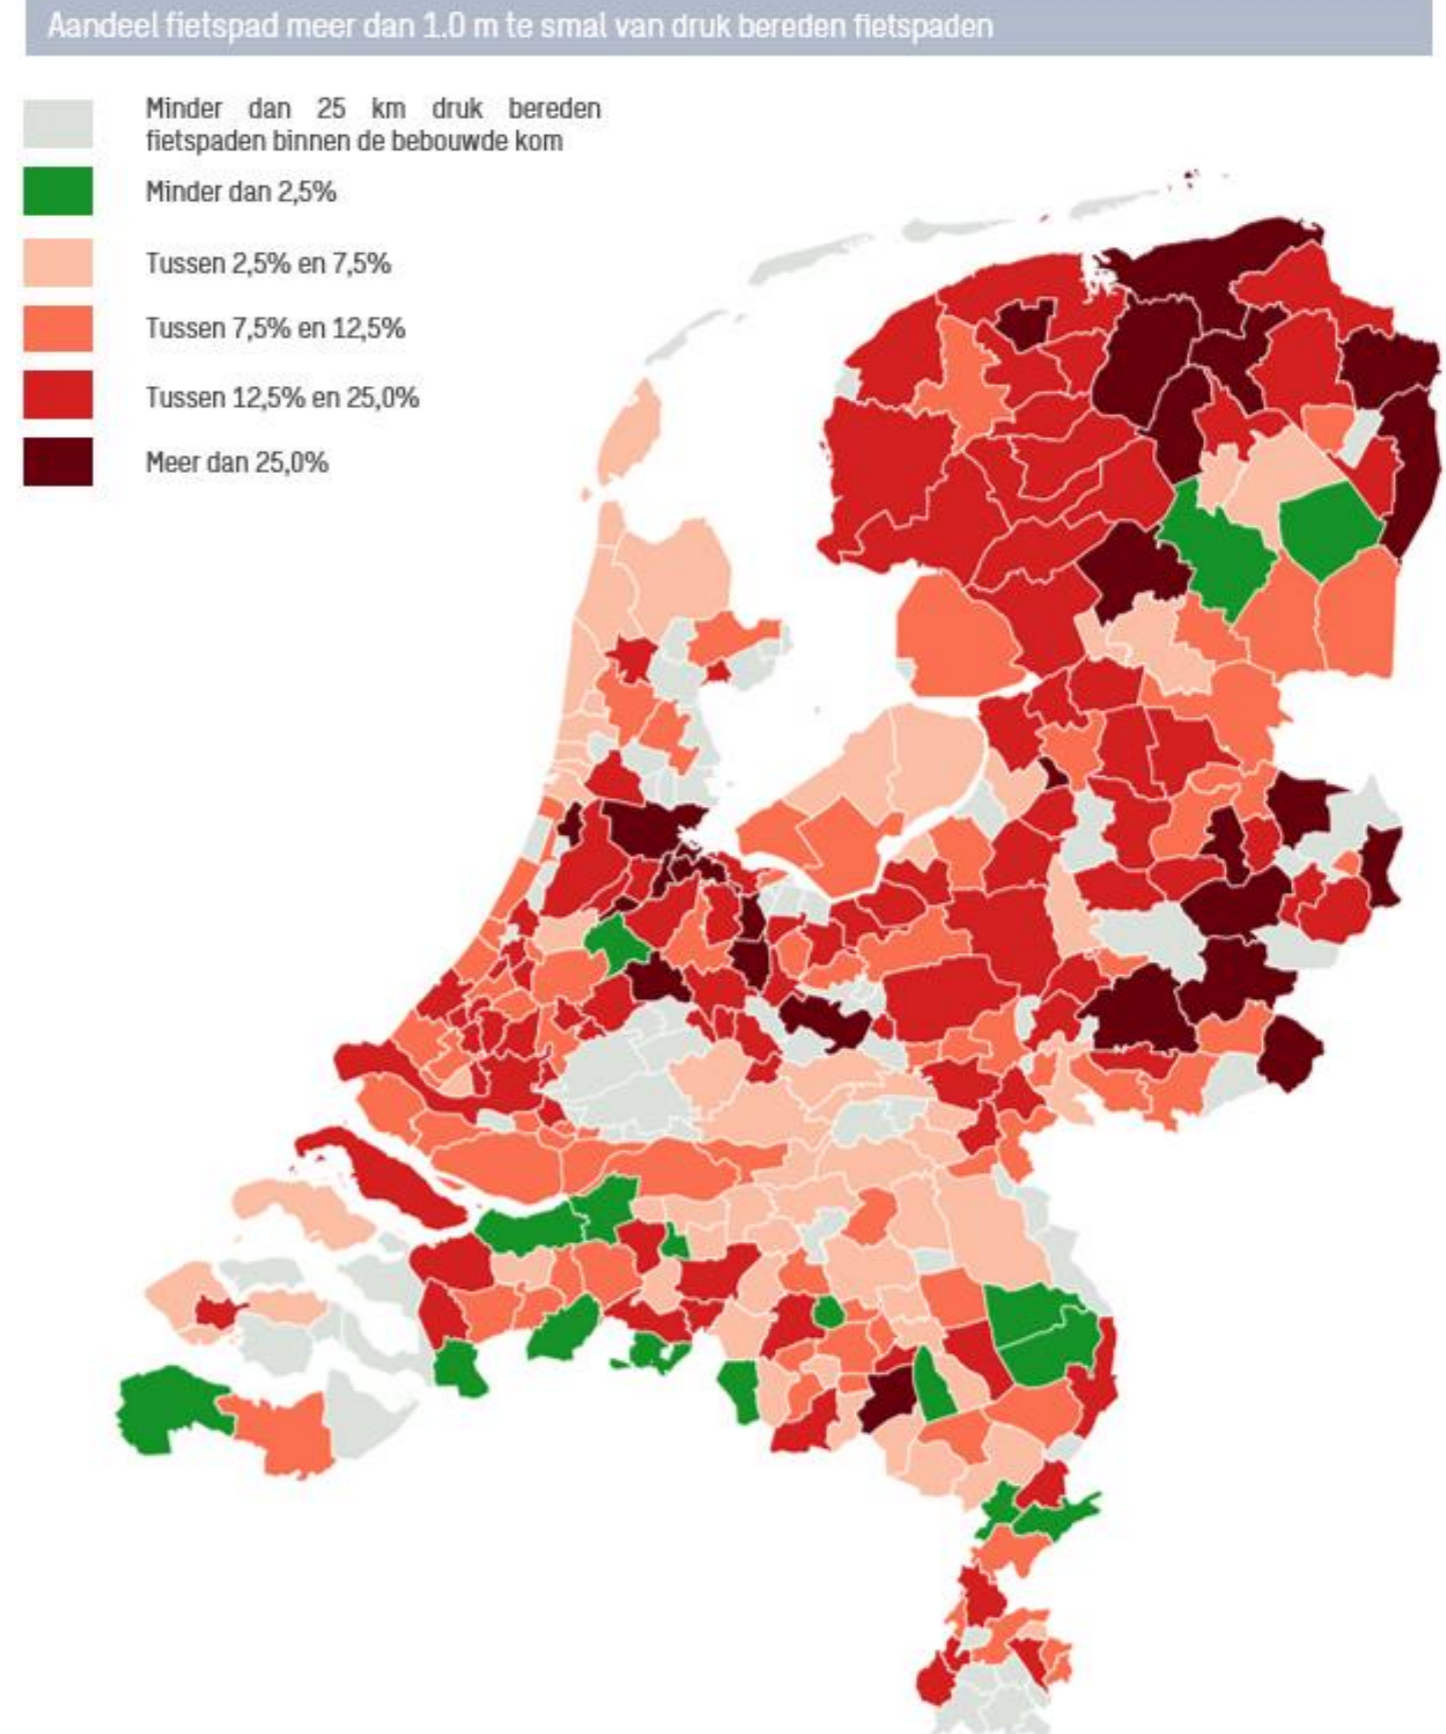 Aandeel fietspad meer dan 1.0 m te smal van druk bereden fietspaden
Minder dan 25 km druk bereden
fietspaden binnen de bebouwde kom
Minder dan 2,5%
Tussen 2,5% en 7,5%
Tussen 7,5% en 12,5%
Tussen 12,5% en 25,0%
Meer dan 25,0%